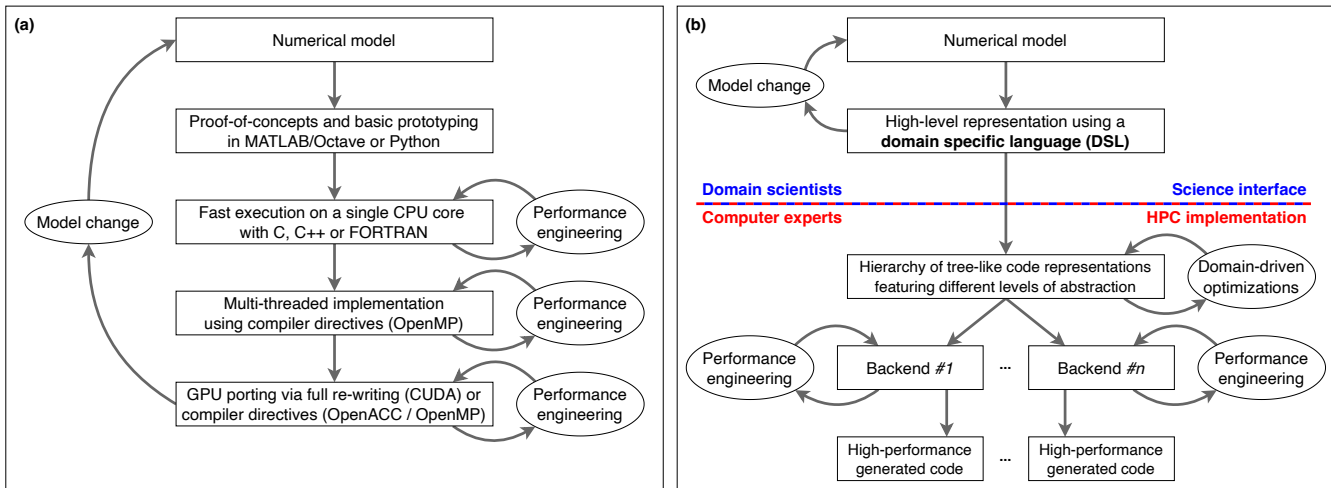 (a)
Numerical model
Proof-of-concepts and basic prototyping
in MATLAB/Octave or Python
Model change
Fast execution on a single CPU core
with C, C++ or FORTRAN
Performance
engineering
Multi-threaded implementation
using compiler directives (OpenMP)
Performance
engineering
GPU porting via full re-writing (CUDA) or
compiler directives (OpenACC / OpenMP)
Performance
engineering
(b)
Numerical model
Model change
High-level representation using a
domain specific language (DSL)
Domain scientists
Science interface
Computer experts
HPC implementation
Hierarchy of tree-like code representations
featuring different levels of abstraction
Domain-driven
optimizations
Performance
engineering
Backend #1
...
Backend #n
Performance
engineering
High-performance
generated code
...
High-performance
generated code